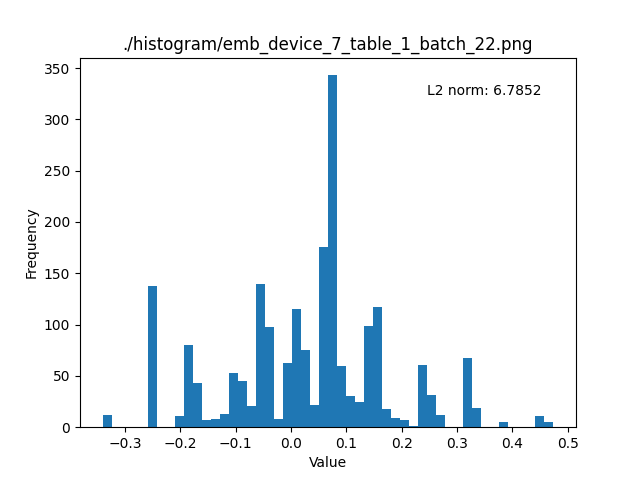 ./histogram/emb_device_7_table_1_batch_22.png
L2 norm: 6.7852
350
300
250
200
150
100
50
0
Frequency
−0.3 −0.2 −0.1 0.0 0.1 0.2 0.3 0.4 0.5
Value